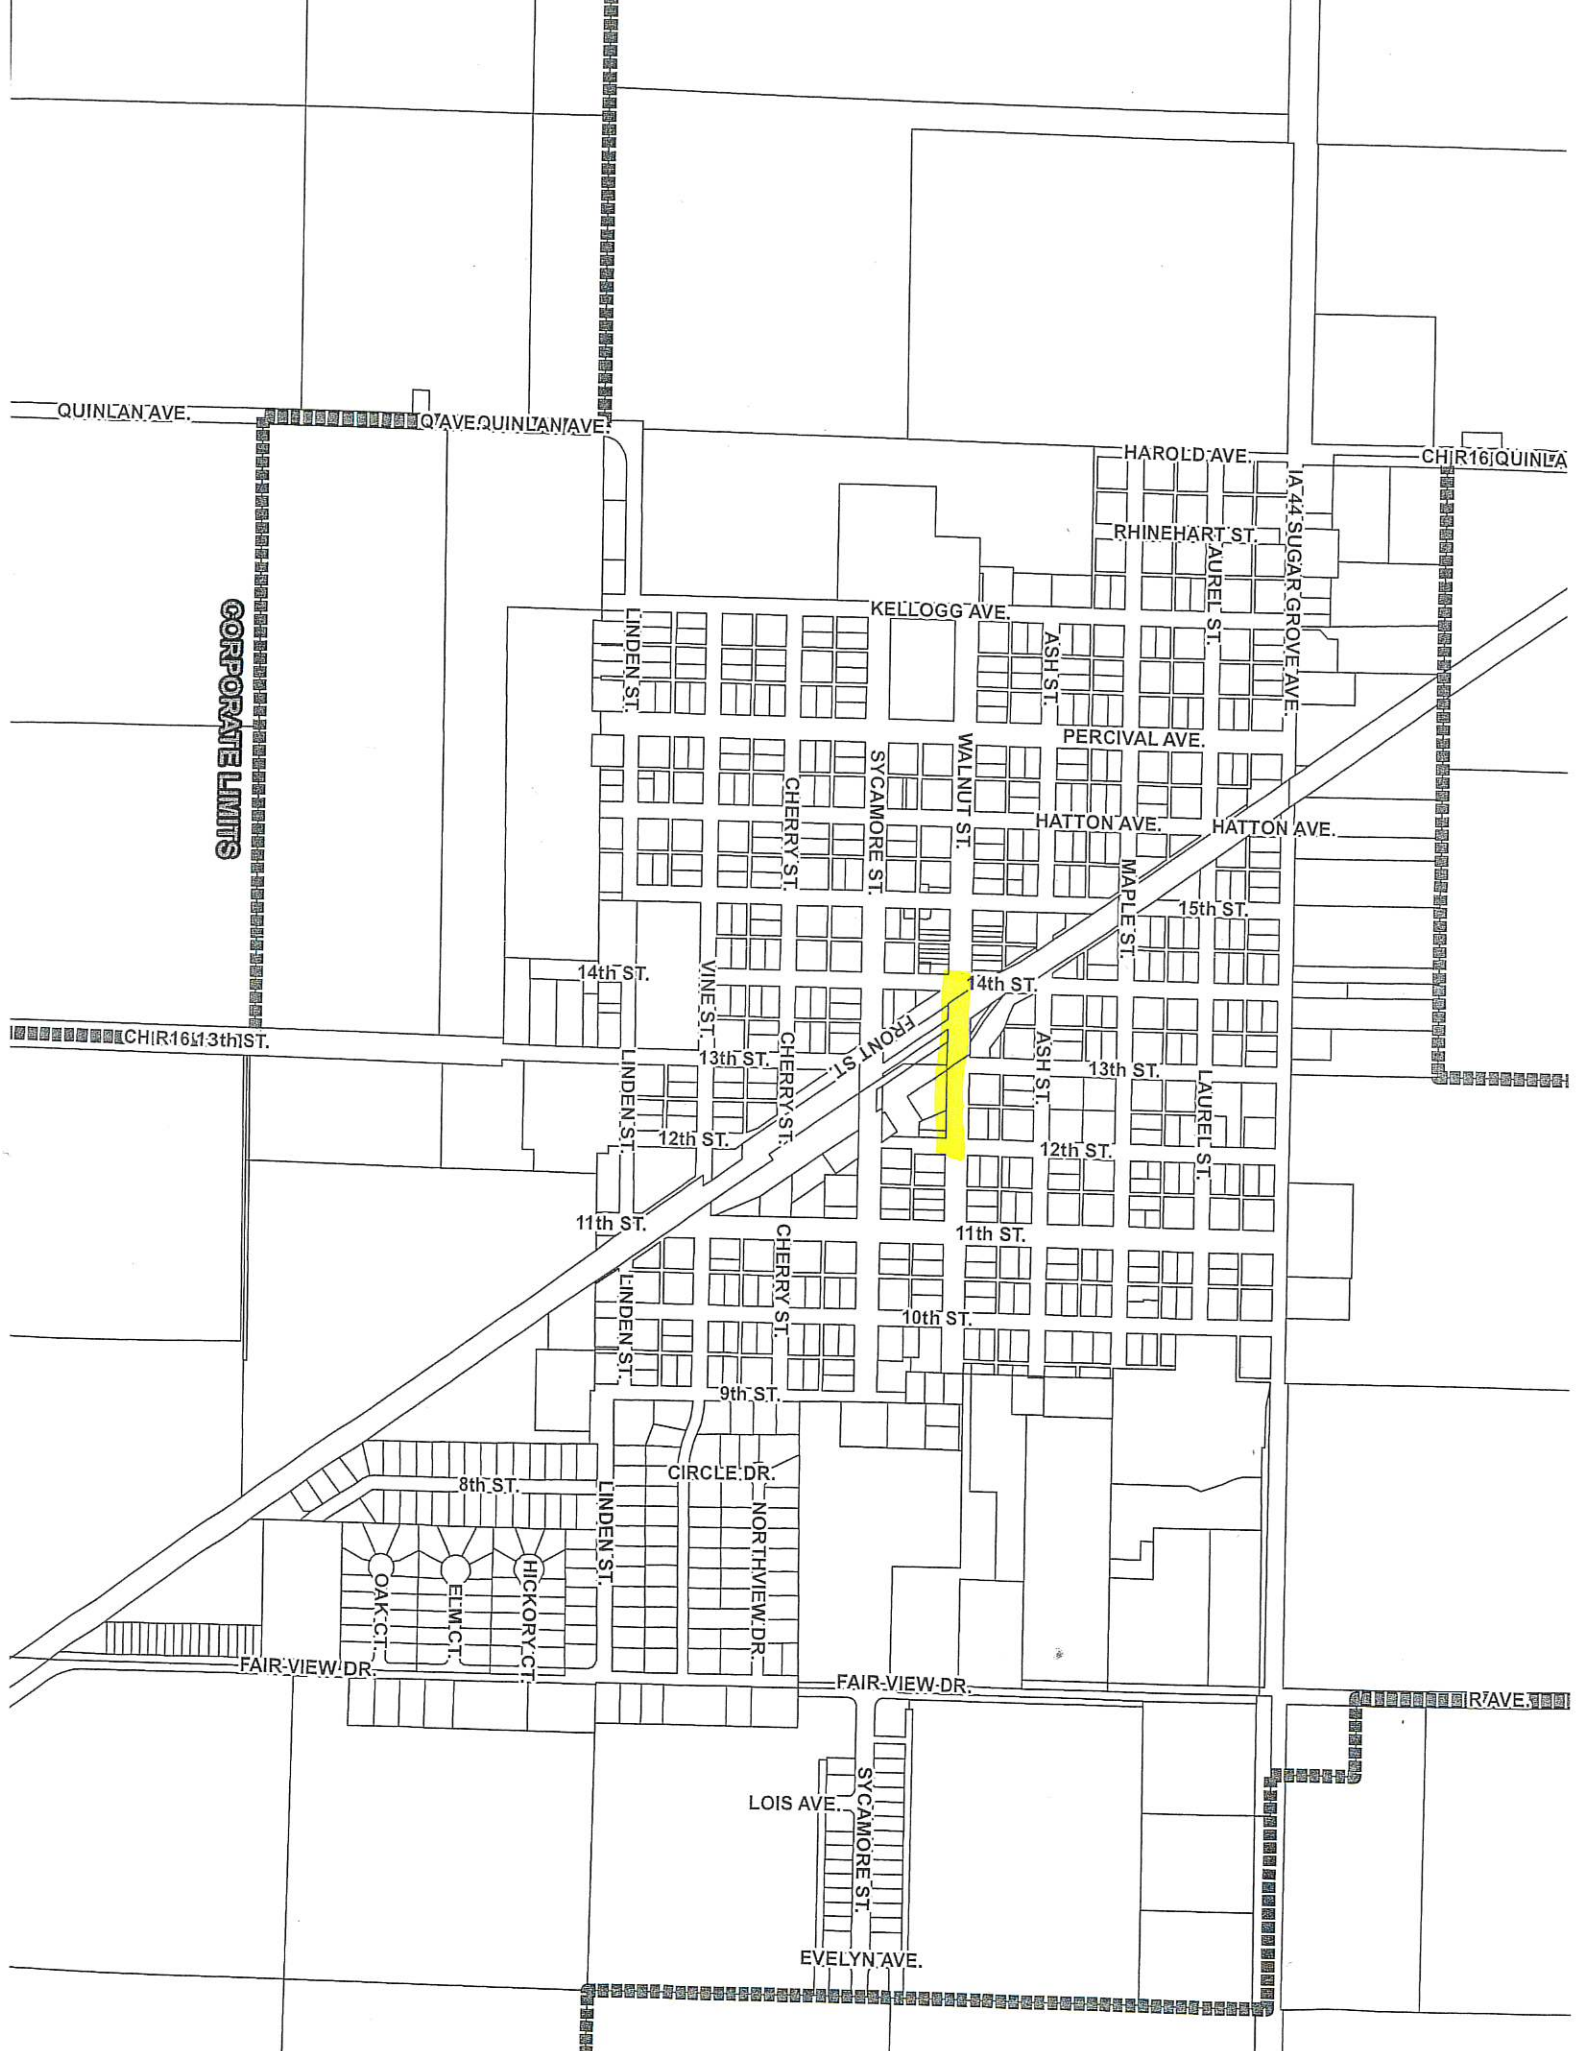 QUINLAN AVE.
Q AVE QUINLAN AVE.
HAROLD AVE.
CH R16 QUINLA
IA 44 SUGAR GROVE AVE.
RHINEHART ST.
AUREL ST.
KELLOGG AVE.
LINDEN ST.
ASH ST.
CORPORATE LIMITS
PERCIVAL AVE.
WALNUT ST.
SYCAMORE ST.
CHERRY ST.
HATTON AVE.
HATTON AVE.
MAPLE ST.
15th ST.
14th ST.
VINE ST.
14th ST.
FRONT ST.
CH R16 13th ST.
13th ST.
CHERRY ST.
ASH ST.
13th ST.
LAUREL ST.
LINDEN ST.
12th ST.
12th ST.
11th ST.
CHERRY ST.
11th ST.
LINDEN ST.
10th ST.
9th ST.
CIRCLE DR.
8th ST.
LINDEN ST.
NORTHVIEW DR.
OAK CT.
ELM CT.
HICKORY CT.
FAIR VIEW DR.
FAIR VIEW DR.
R AVE.
LOIS AVE.
SYCAMORE ST.
EVELYN AVE.